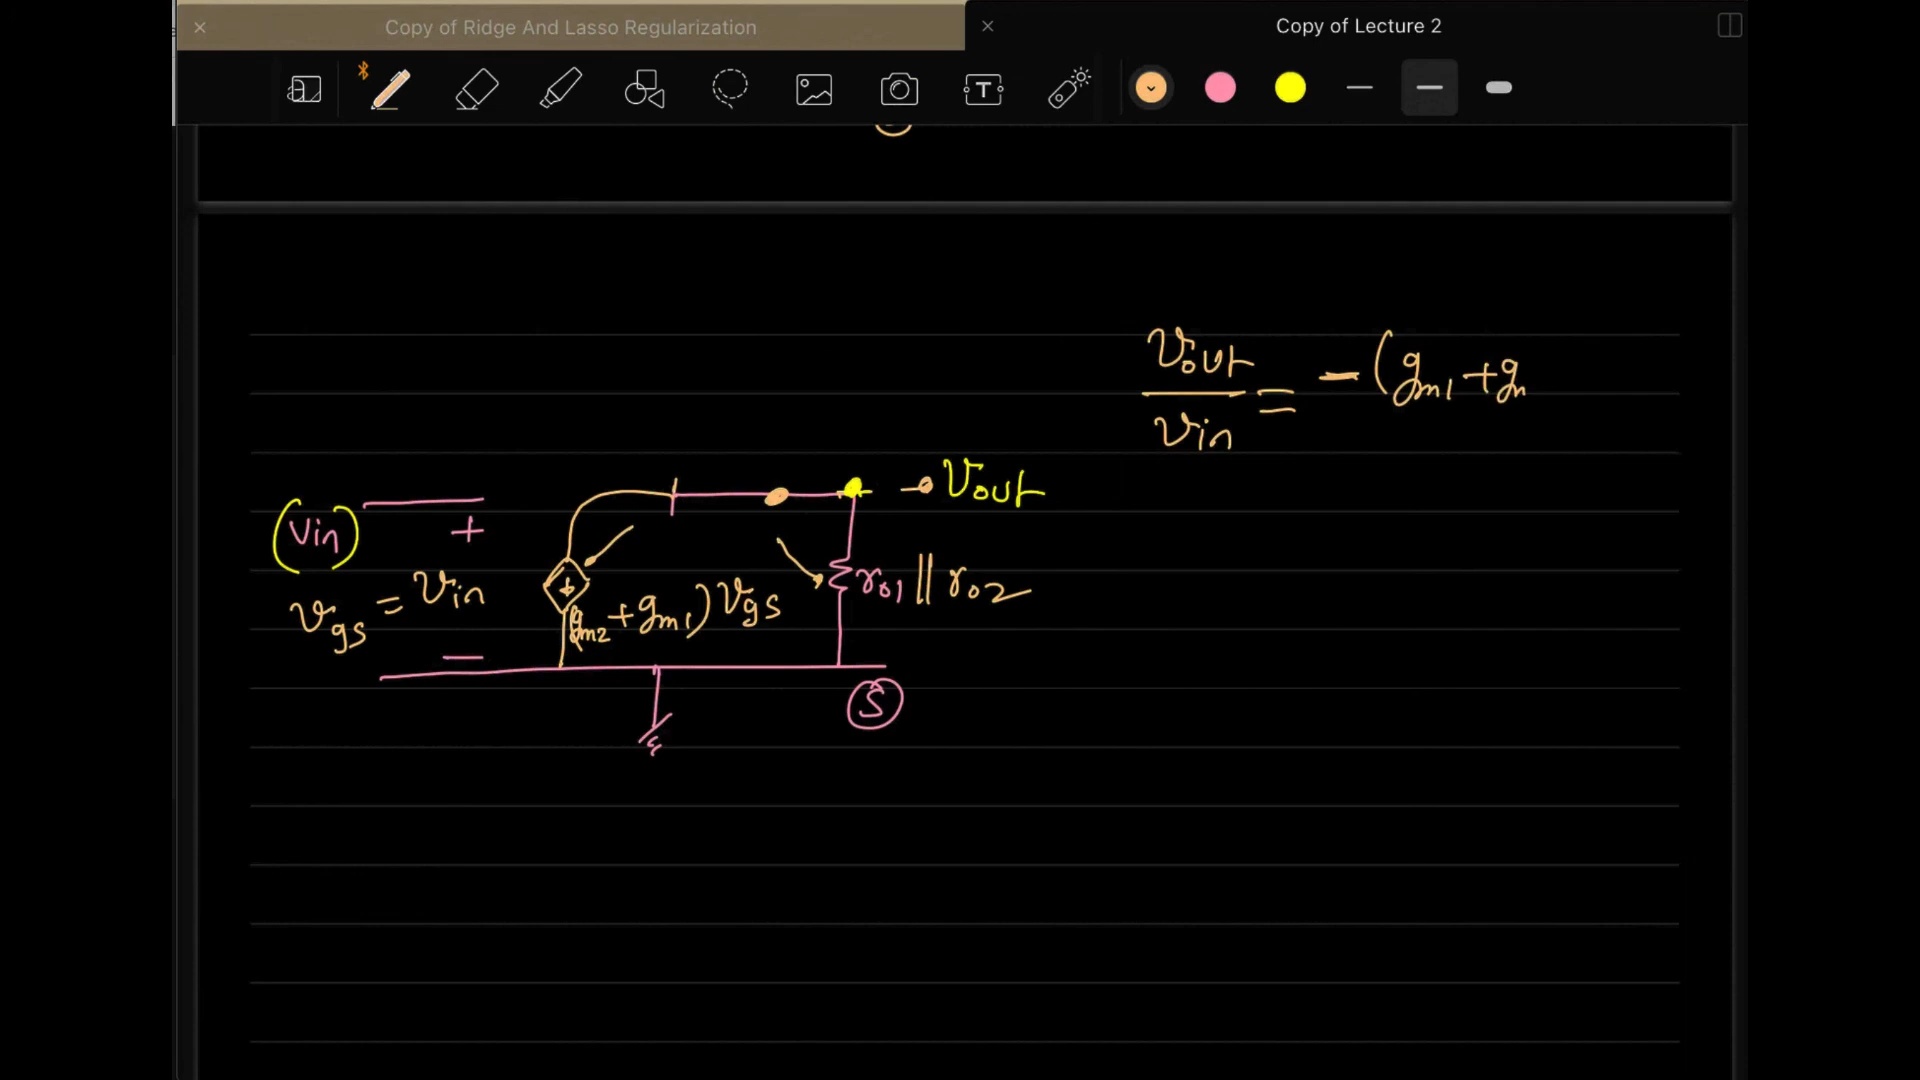 Copy of Ridge And Lasso Regularization
Copy of Lecture 2
T
Vout/Vin = -(gm1 + gm
Vout
(Vin)
+
Vgs = Vin
(gm2 + gm1) Vgs
ro1 || ro2
S